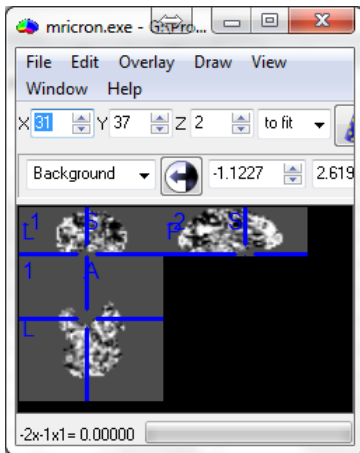 mricron.exe - G:\Pro...
File Edit Overlay Draw View
Window Help
X 31 Y 37 Z 2 to fit
Background -1.1227 2.619
1 S 2 S
L P
1 A
L
-2x-1x1= 0.00000